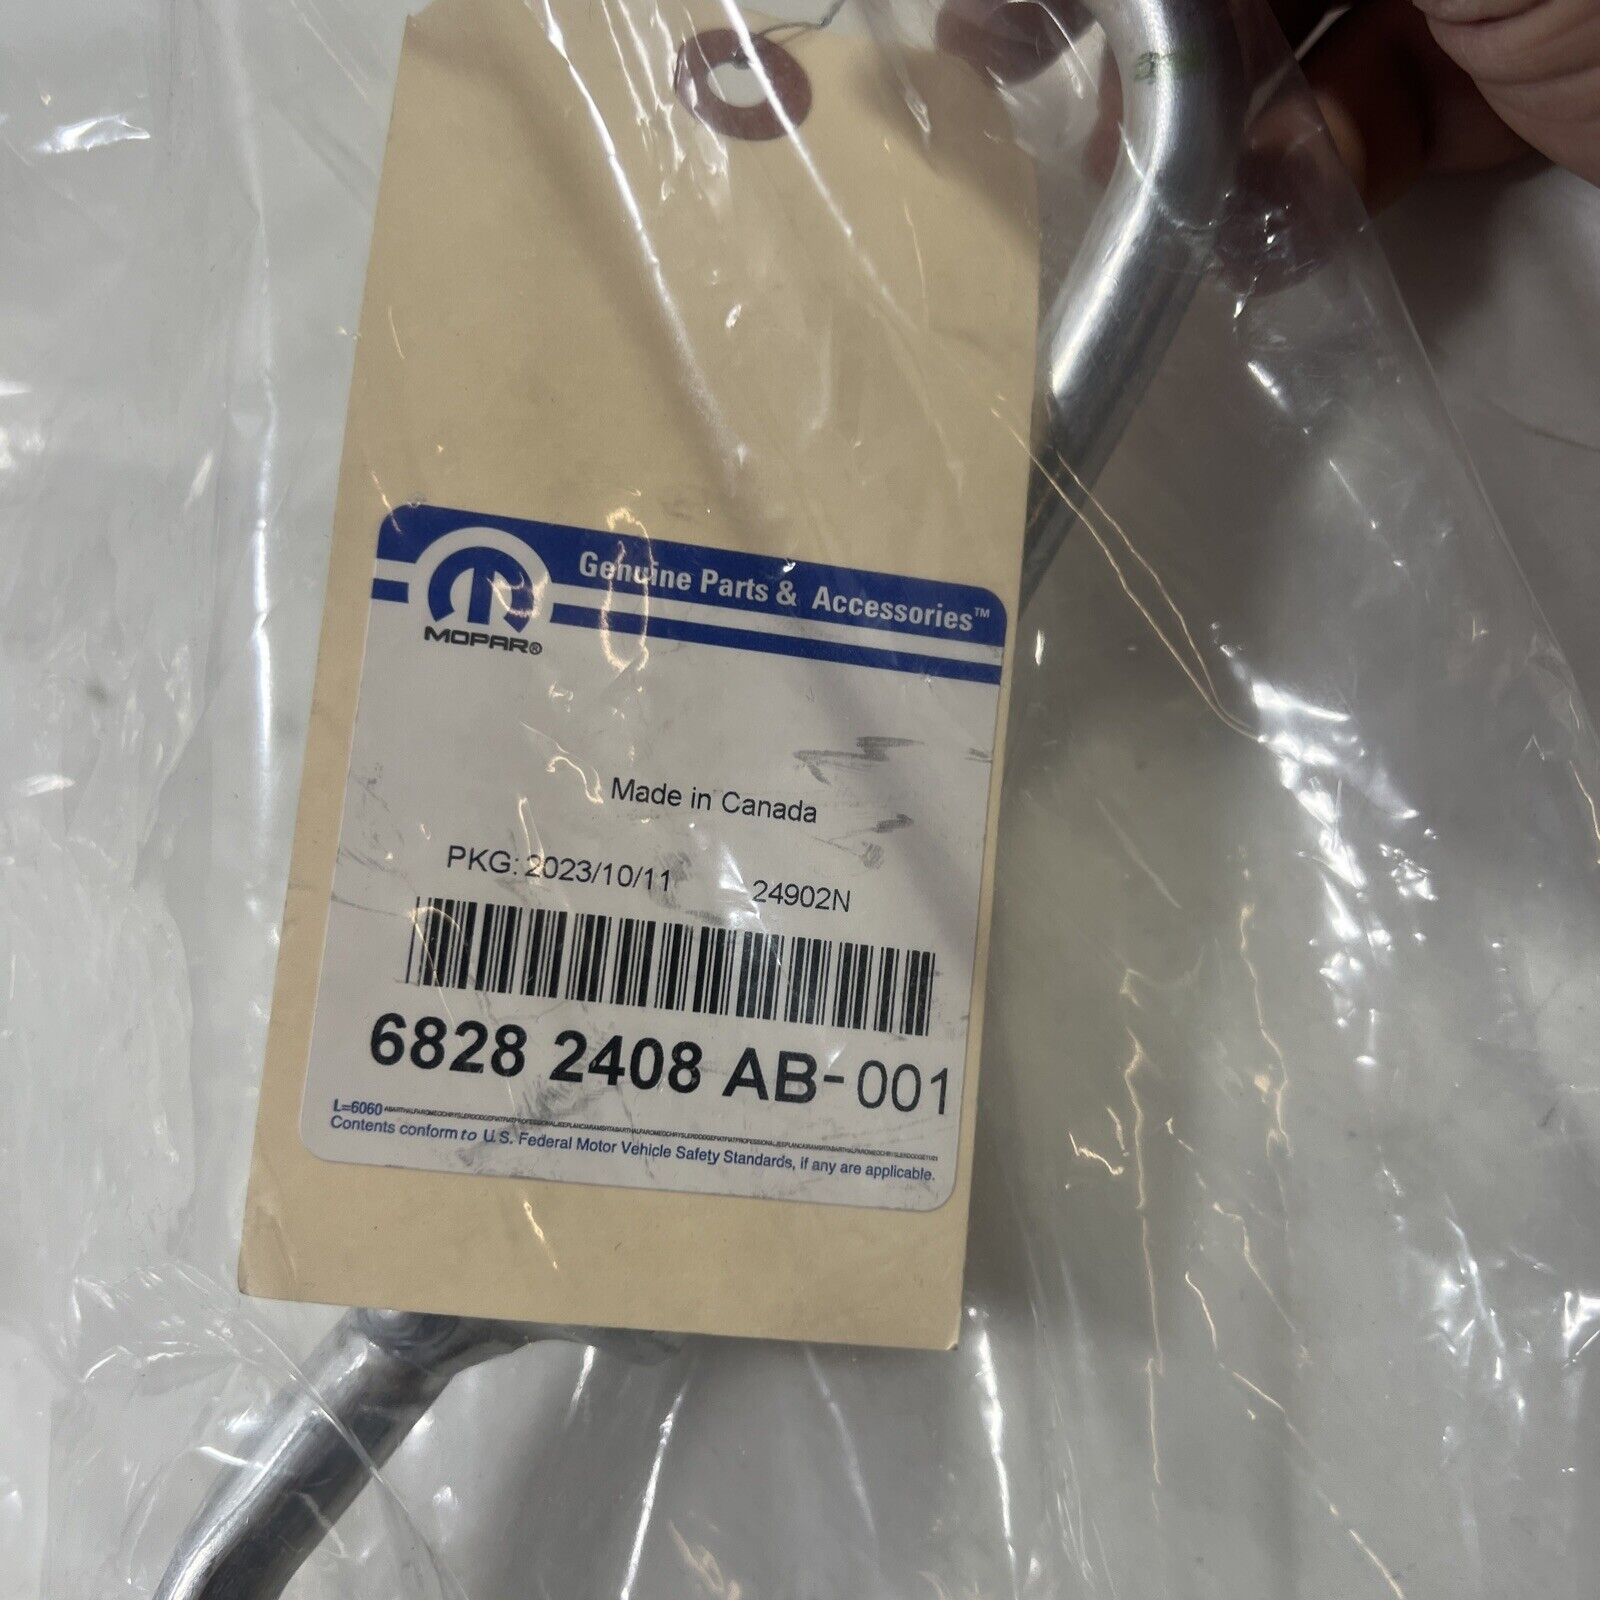 Genuine Parts & Accessories™
MOPAR®
Made in Canada
PKG: 2023/10/11 24902N
6828 2408 AB-001
L=6060
Contents conform to U.S. Federal Motor Vehicle Safety Standards, if any are applicable.